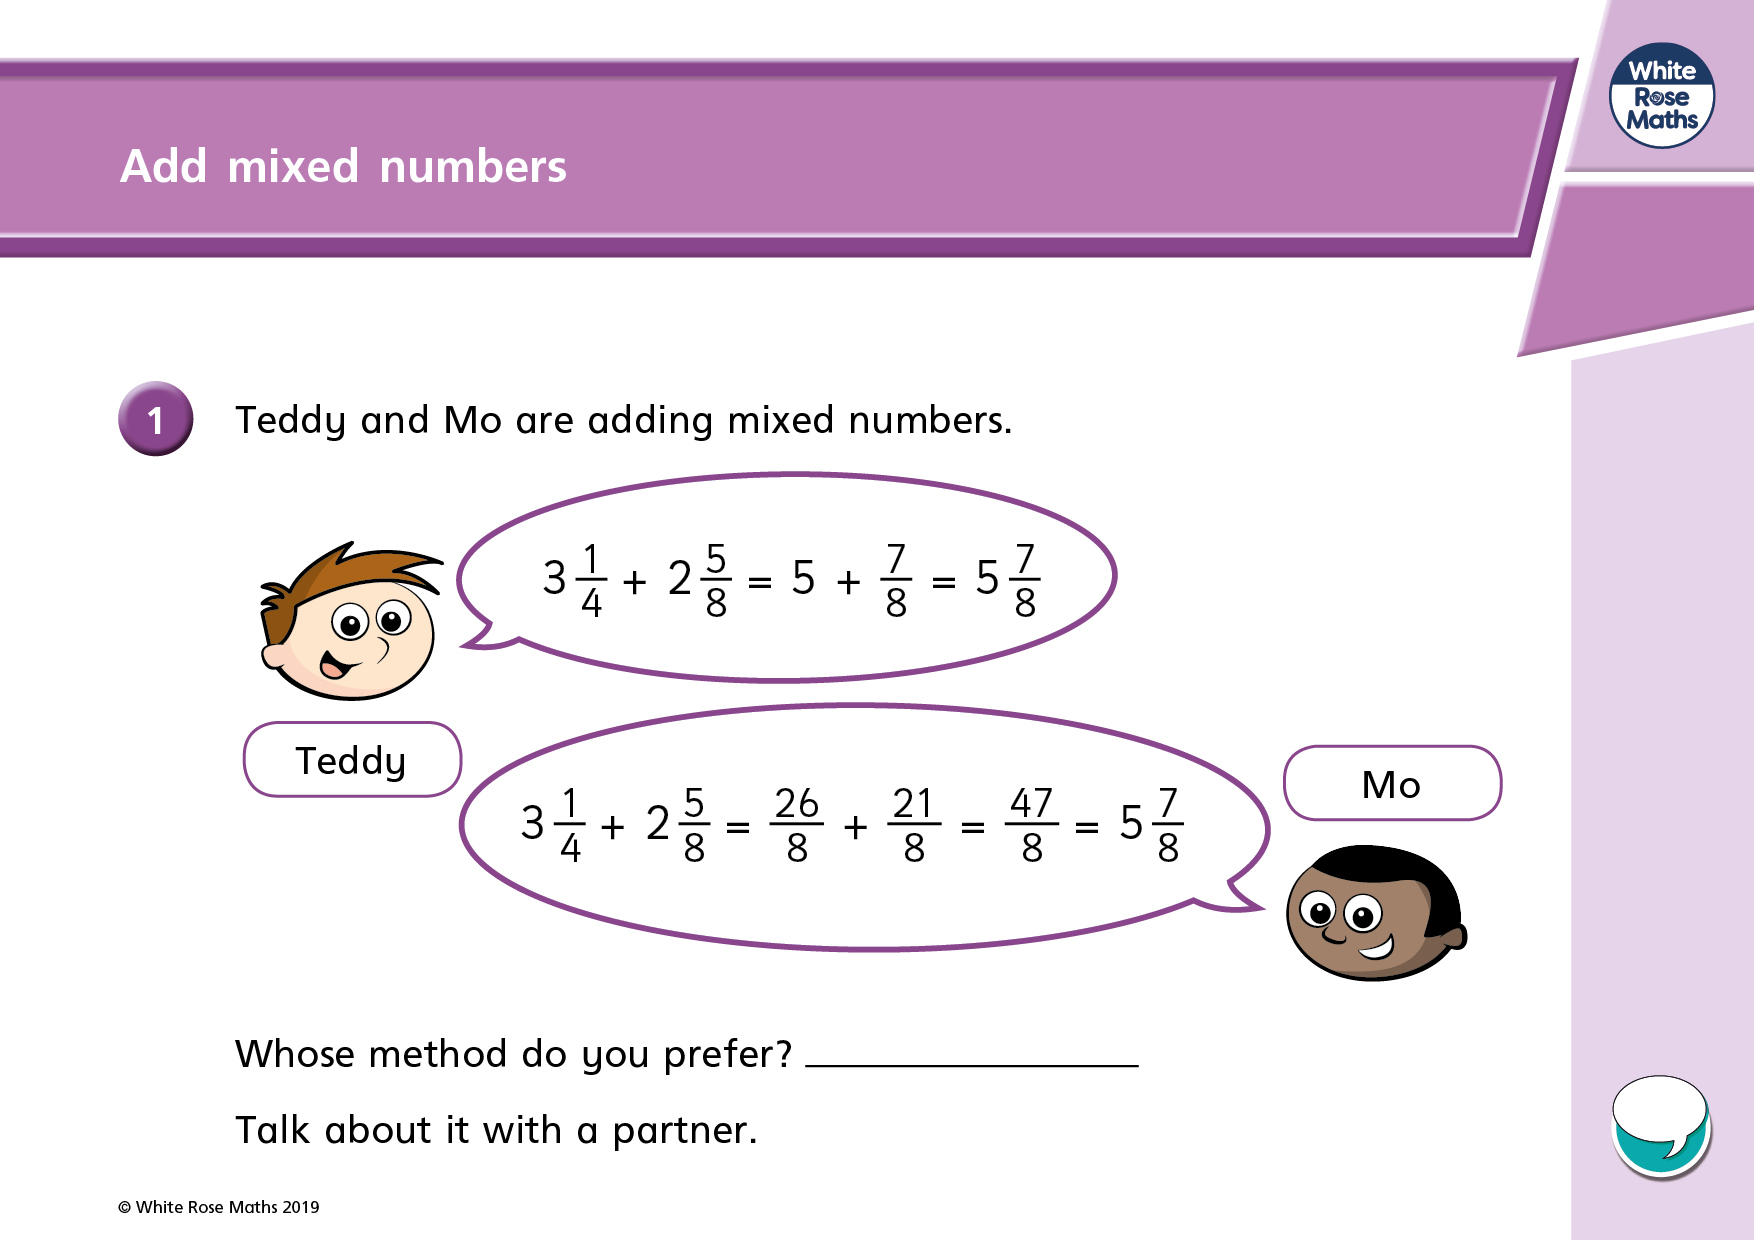 White
Rose
Maths
Add mixed numbers
1 Teddy and Mo are adding mixed numbers.
3 1/4 + 2 5/8 = 5 + 7/8 = 5 7/8
Teddy
Mo
3 1/4 + 2 5/8 = 26/8 + 21/8 = 47/8 = 5 7/8
Whose method do you prefer?
Talk about it with a partner.
© White Rose Maths 2019